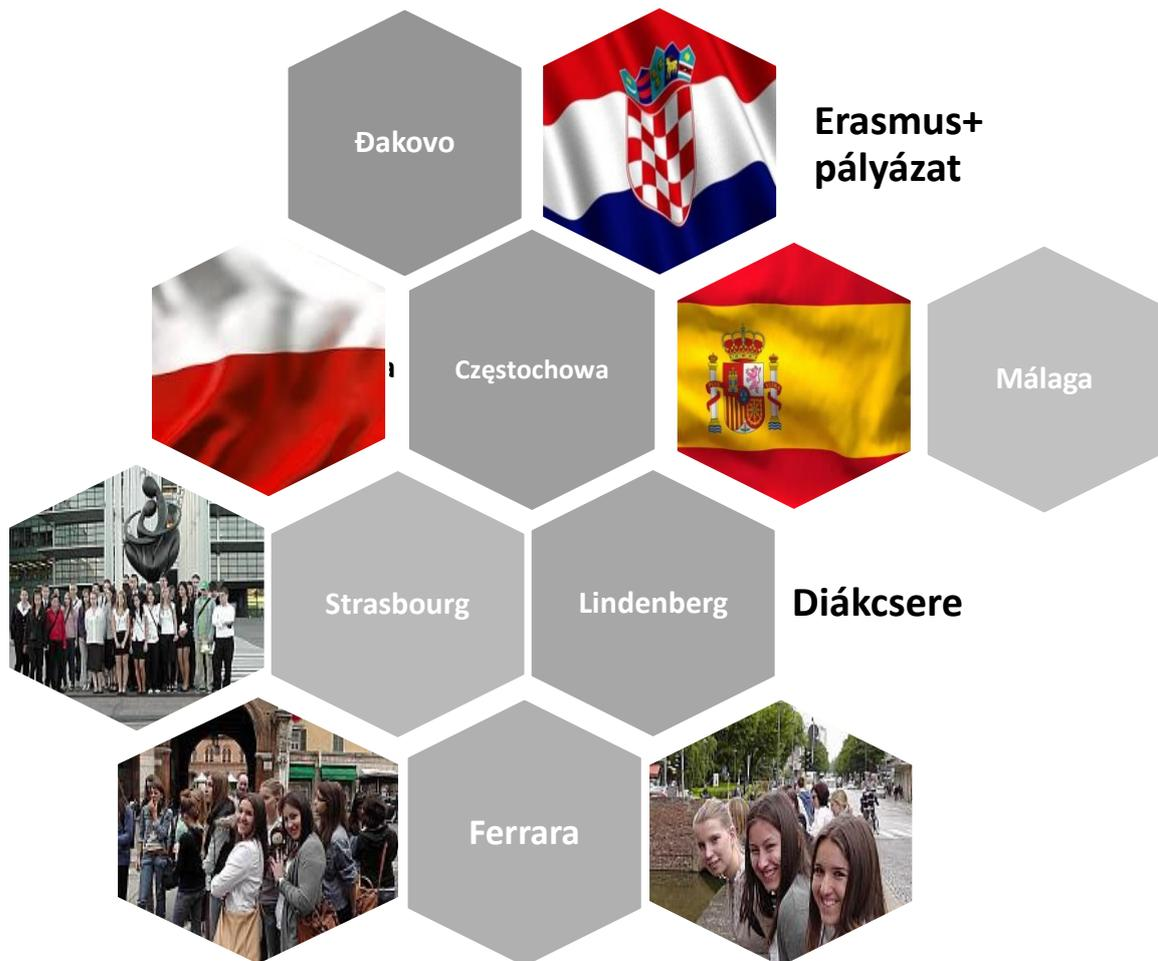 Đakovo
Erasmus+
pályázat
Częstochowa
Málaga
Strasbourg
Lindenberg
Diákcsere
Ferrara